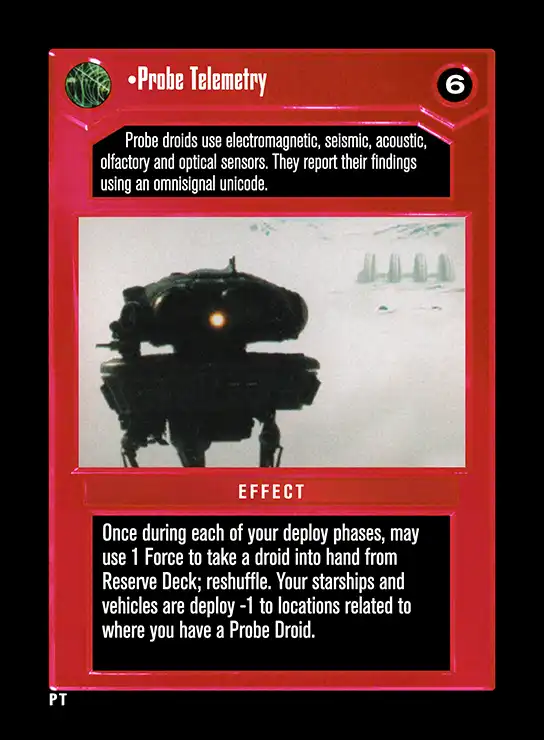 •Probe Telemetry
6
Probe droids use electromagnetic, seismic, acoustic,
olfactory and optical sensors. They report their findings
using an omnisignal unicode.
EFFECT
Once during each of your deploy phases, may
use 1 Force to take a droid into hand from
Reserve Deck; reshuffle. Your starships and
vehicles are deploy -1 to locations related to
where you have a Probe Droid.
PT